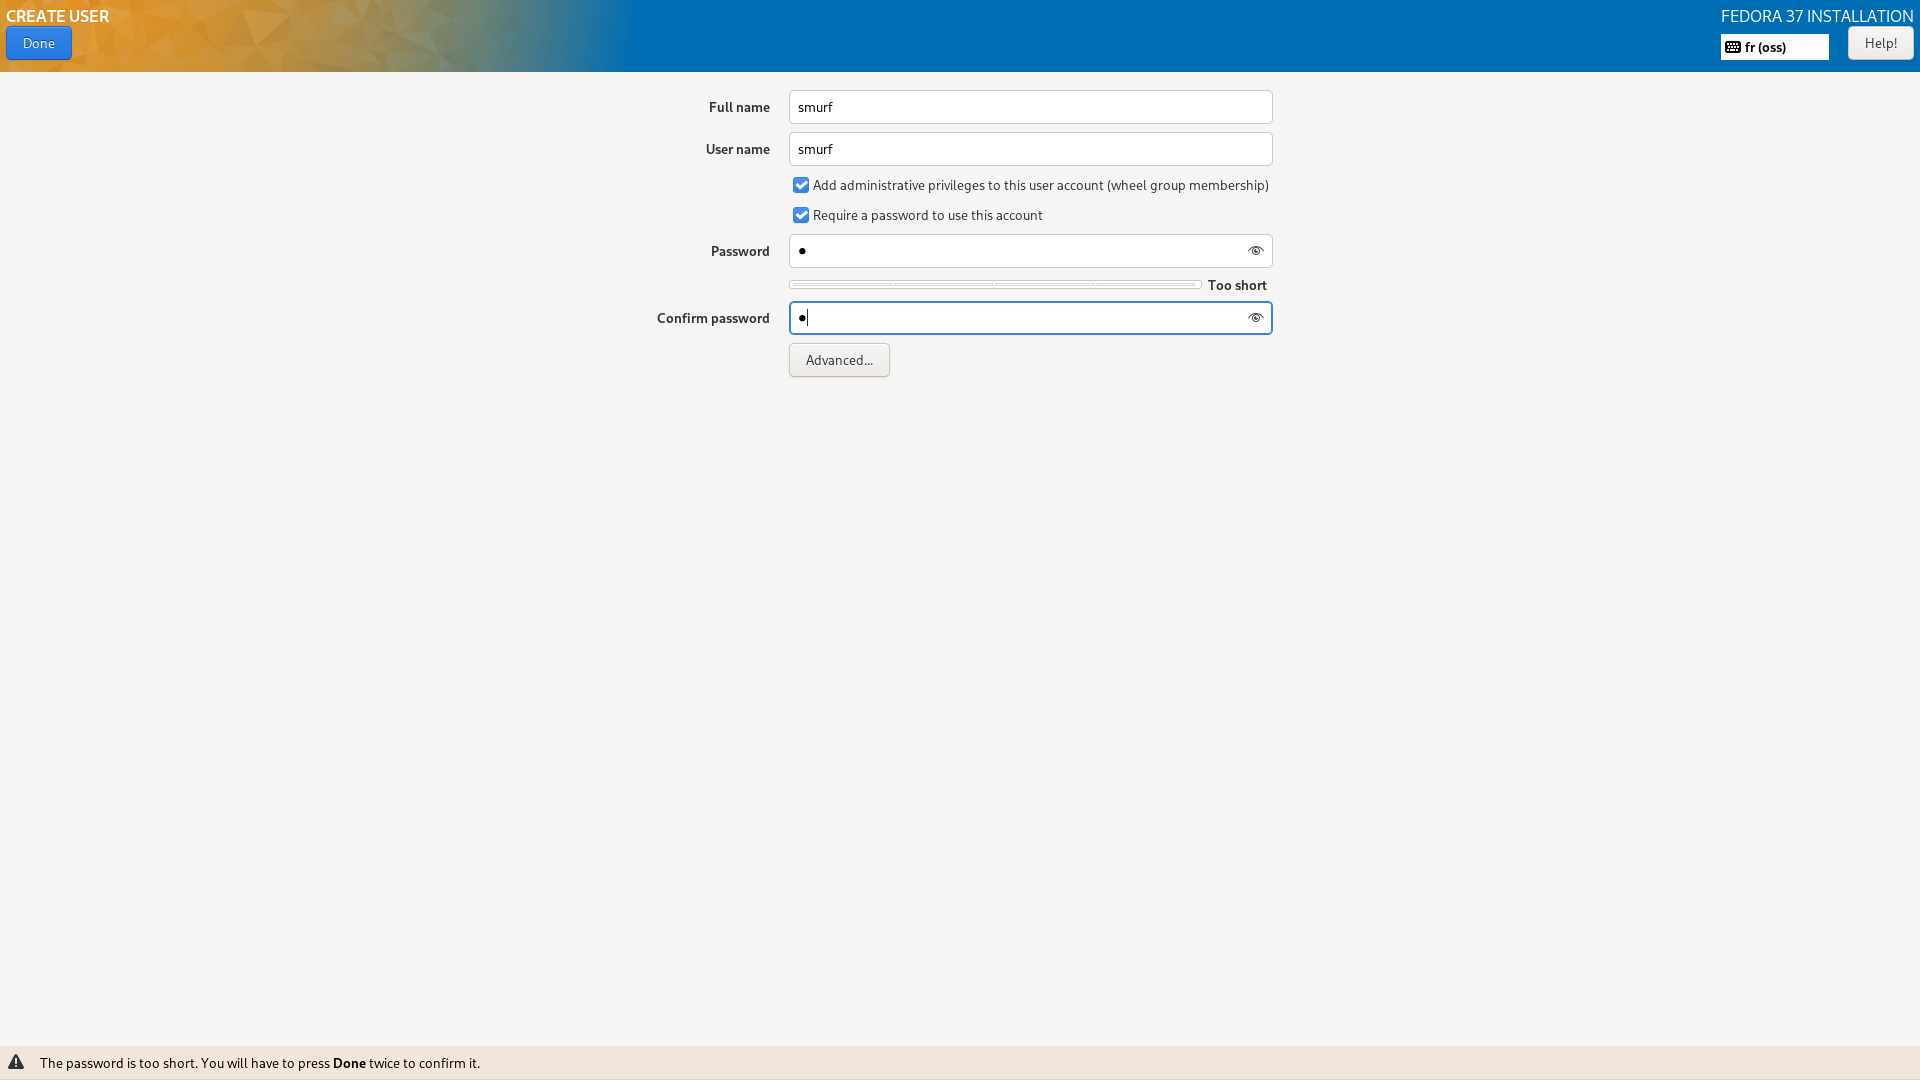 CREATE USER
FEDORA 37 INSTALLATION
Done
fr (oss)
Help!
Full name
smurf
User name
smurf
Add administrative privileges to this user account (wheel group membership)
Require a password to use this account
Password
●
Too short
Confirm password
●
Advanced...
The password is too short. You will have to press Done twice to confirm it.